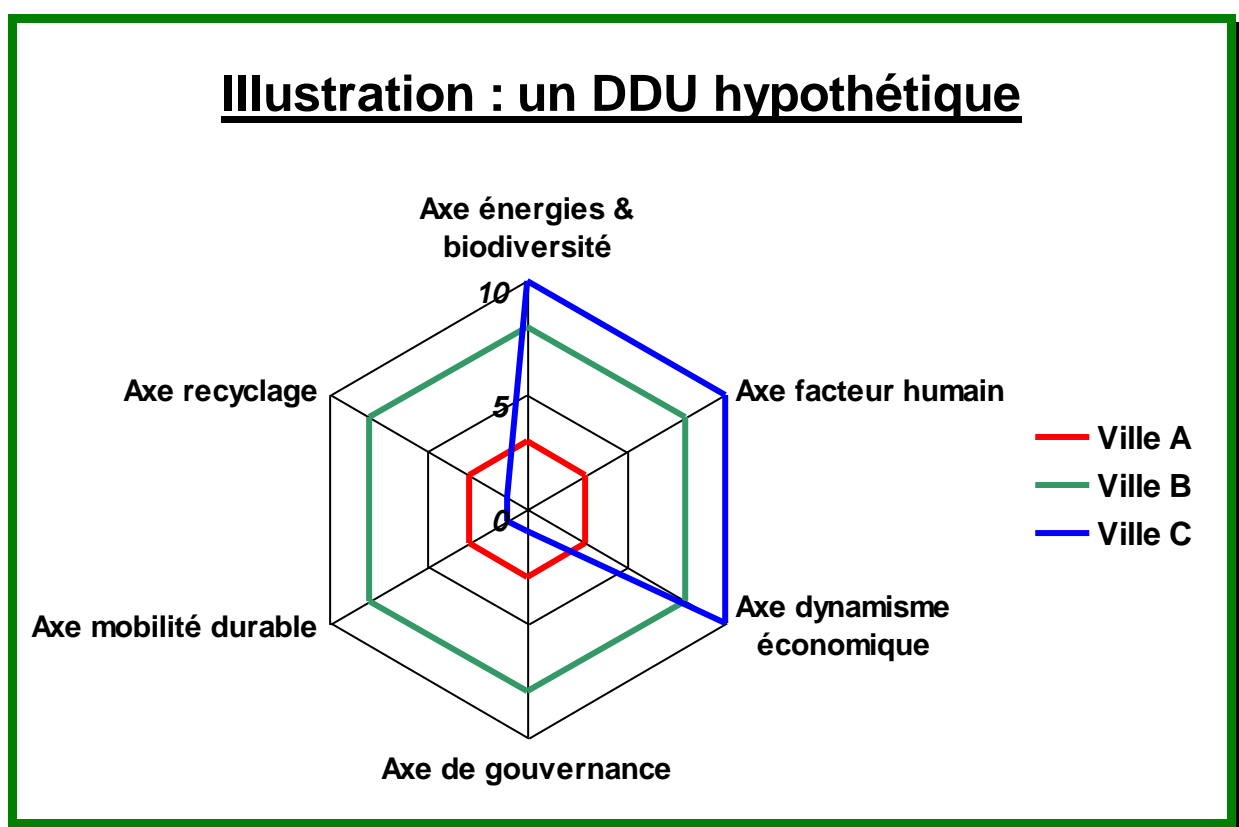 Illustration : un DDU hypothétique
Axe énergies &
biodiversité
10
Axe recyclage
5
Axe facteur humain
Ville A
Ville B
Ville C
0
Axe mobilité durable
Axe dynamisme
économique
Axe de gouvernance